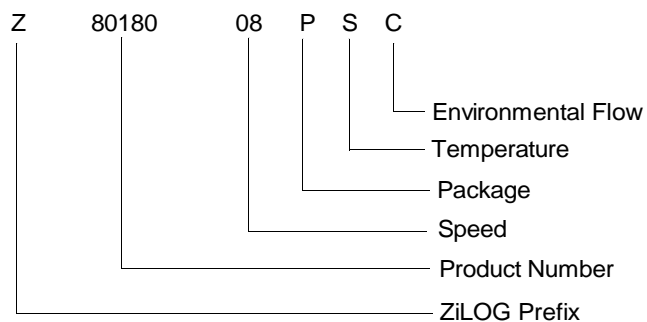 Z 80180 08 P S C
Environmental Flow
Temperature
Package
Speed
Product Number
ZiLOG Prefix